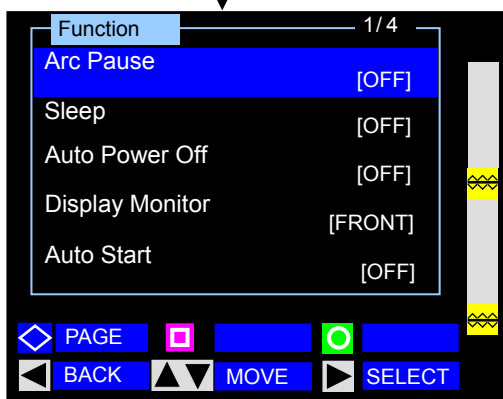 Function 1/ 4
Arc Pause
[OFF]
Sleep
[OFF]
Auto Power Off
[OFF]
Display Monitor
[FRONT]
Auto Start
[OFF]
PAGE
BACK MOVE SELECT